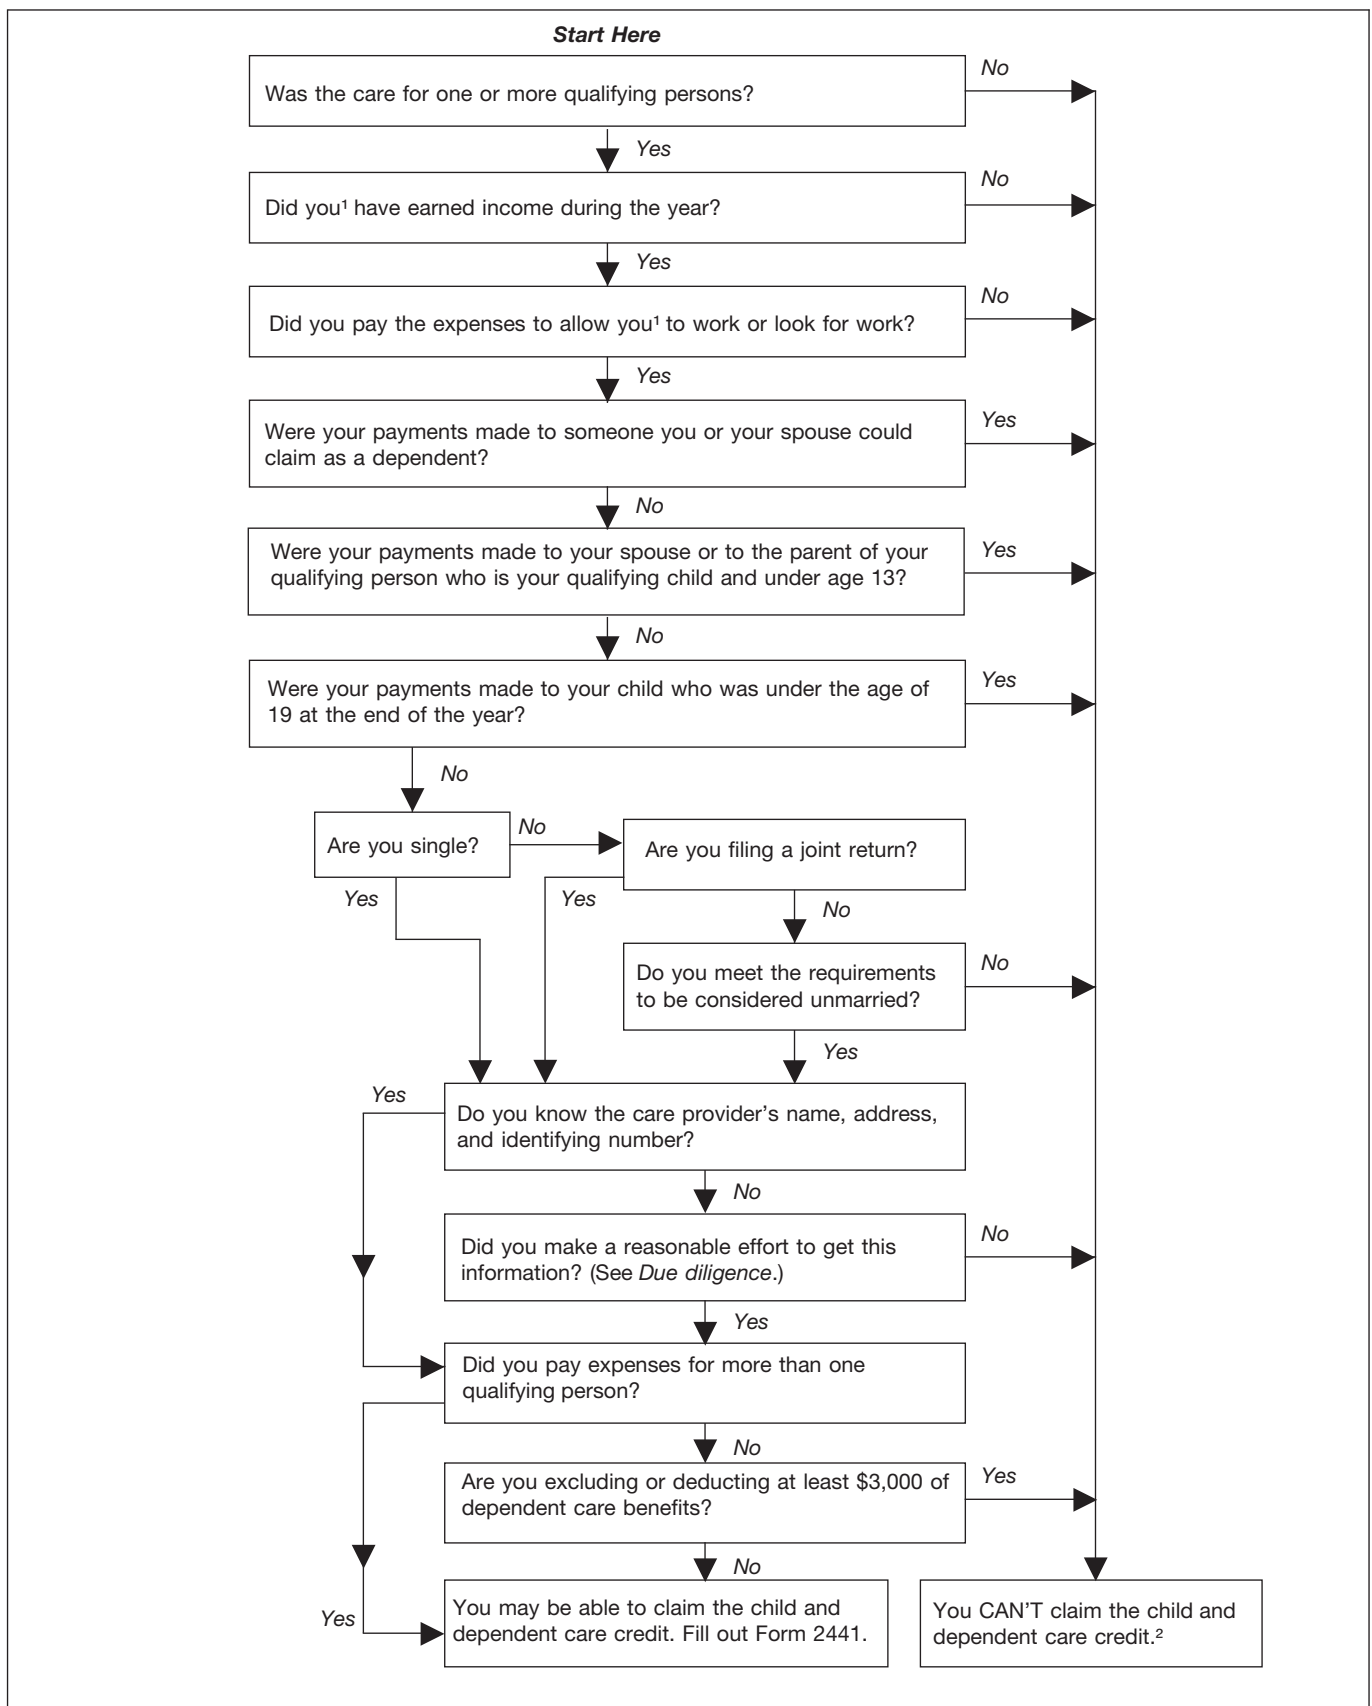 Start Here
Was the care for one or more qualifying persons?
No
Yes
Did you¹ have earned income during the year?
No
Yes
Did you pay the expenses to allow you¹ to work or look for work?
No
Yes
Were your payments made to someone you or your spouse could
claim as a dependent?
Yes
No
Were your payments made to your spouse or to the parent of your
qualifying person who is your qualifying child and under age 13?
Yes
No
Were your payments made to your child who was under the age of
19 at the end of the year?
Yes
No
Are you single?
No
Are you filing a joint return?
Yes
Yes
No
Do you meet the requirements
to be considered unmarried?
No
Yes
Yes
Do you know the care provider’s name, address,
and identifying number?
No
Did you make a reasonable effort to get this
information? (See Due diligence.)
No
Yes
Did you pay expenses for more than one
qualifying person?
No
Are you excluding or deducting at least $3,000 of
dependent care benefits?
Yes
No
Yes
You may be able to claim the child and
dependent care credit. Fill out Form 2441.
You CAN’T claim the child and
dependent care credit.²